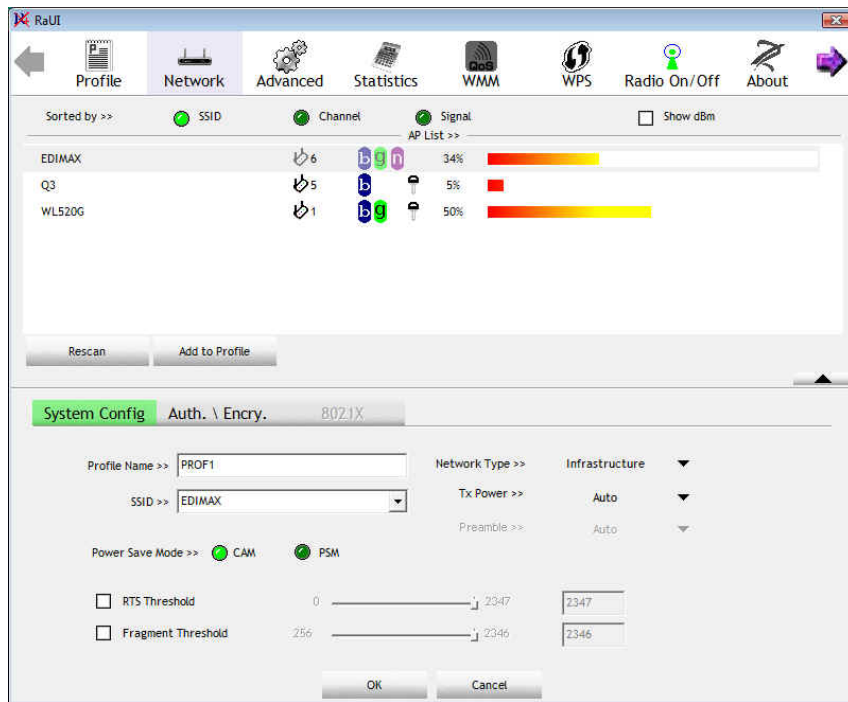 RaUI
Profile Network Advanced Statistics QoS WMM WPS Radio On/Off About
Sorted by >> SSID Channel Signal Show dBm
AP List >>
EDIMAX 6 b g n 34%
Q3 5 b 5%
WL520G 1 b g 50%
Rescan Add to Profile
System Config Auth. \ Encry. 8021X
Profile Name >> PROF1 Network Type >> Infrastructure
SSID >> EDIMAX Tx Power >> Auto
Preamble >> Auto
Power Save Mode >> CAM PSM
RTS Threshold 0 2347 2347
Fragment Threshold 256 2346 2346
OK Cancel